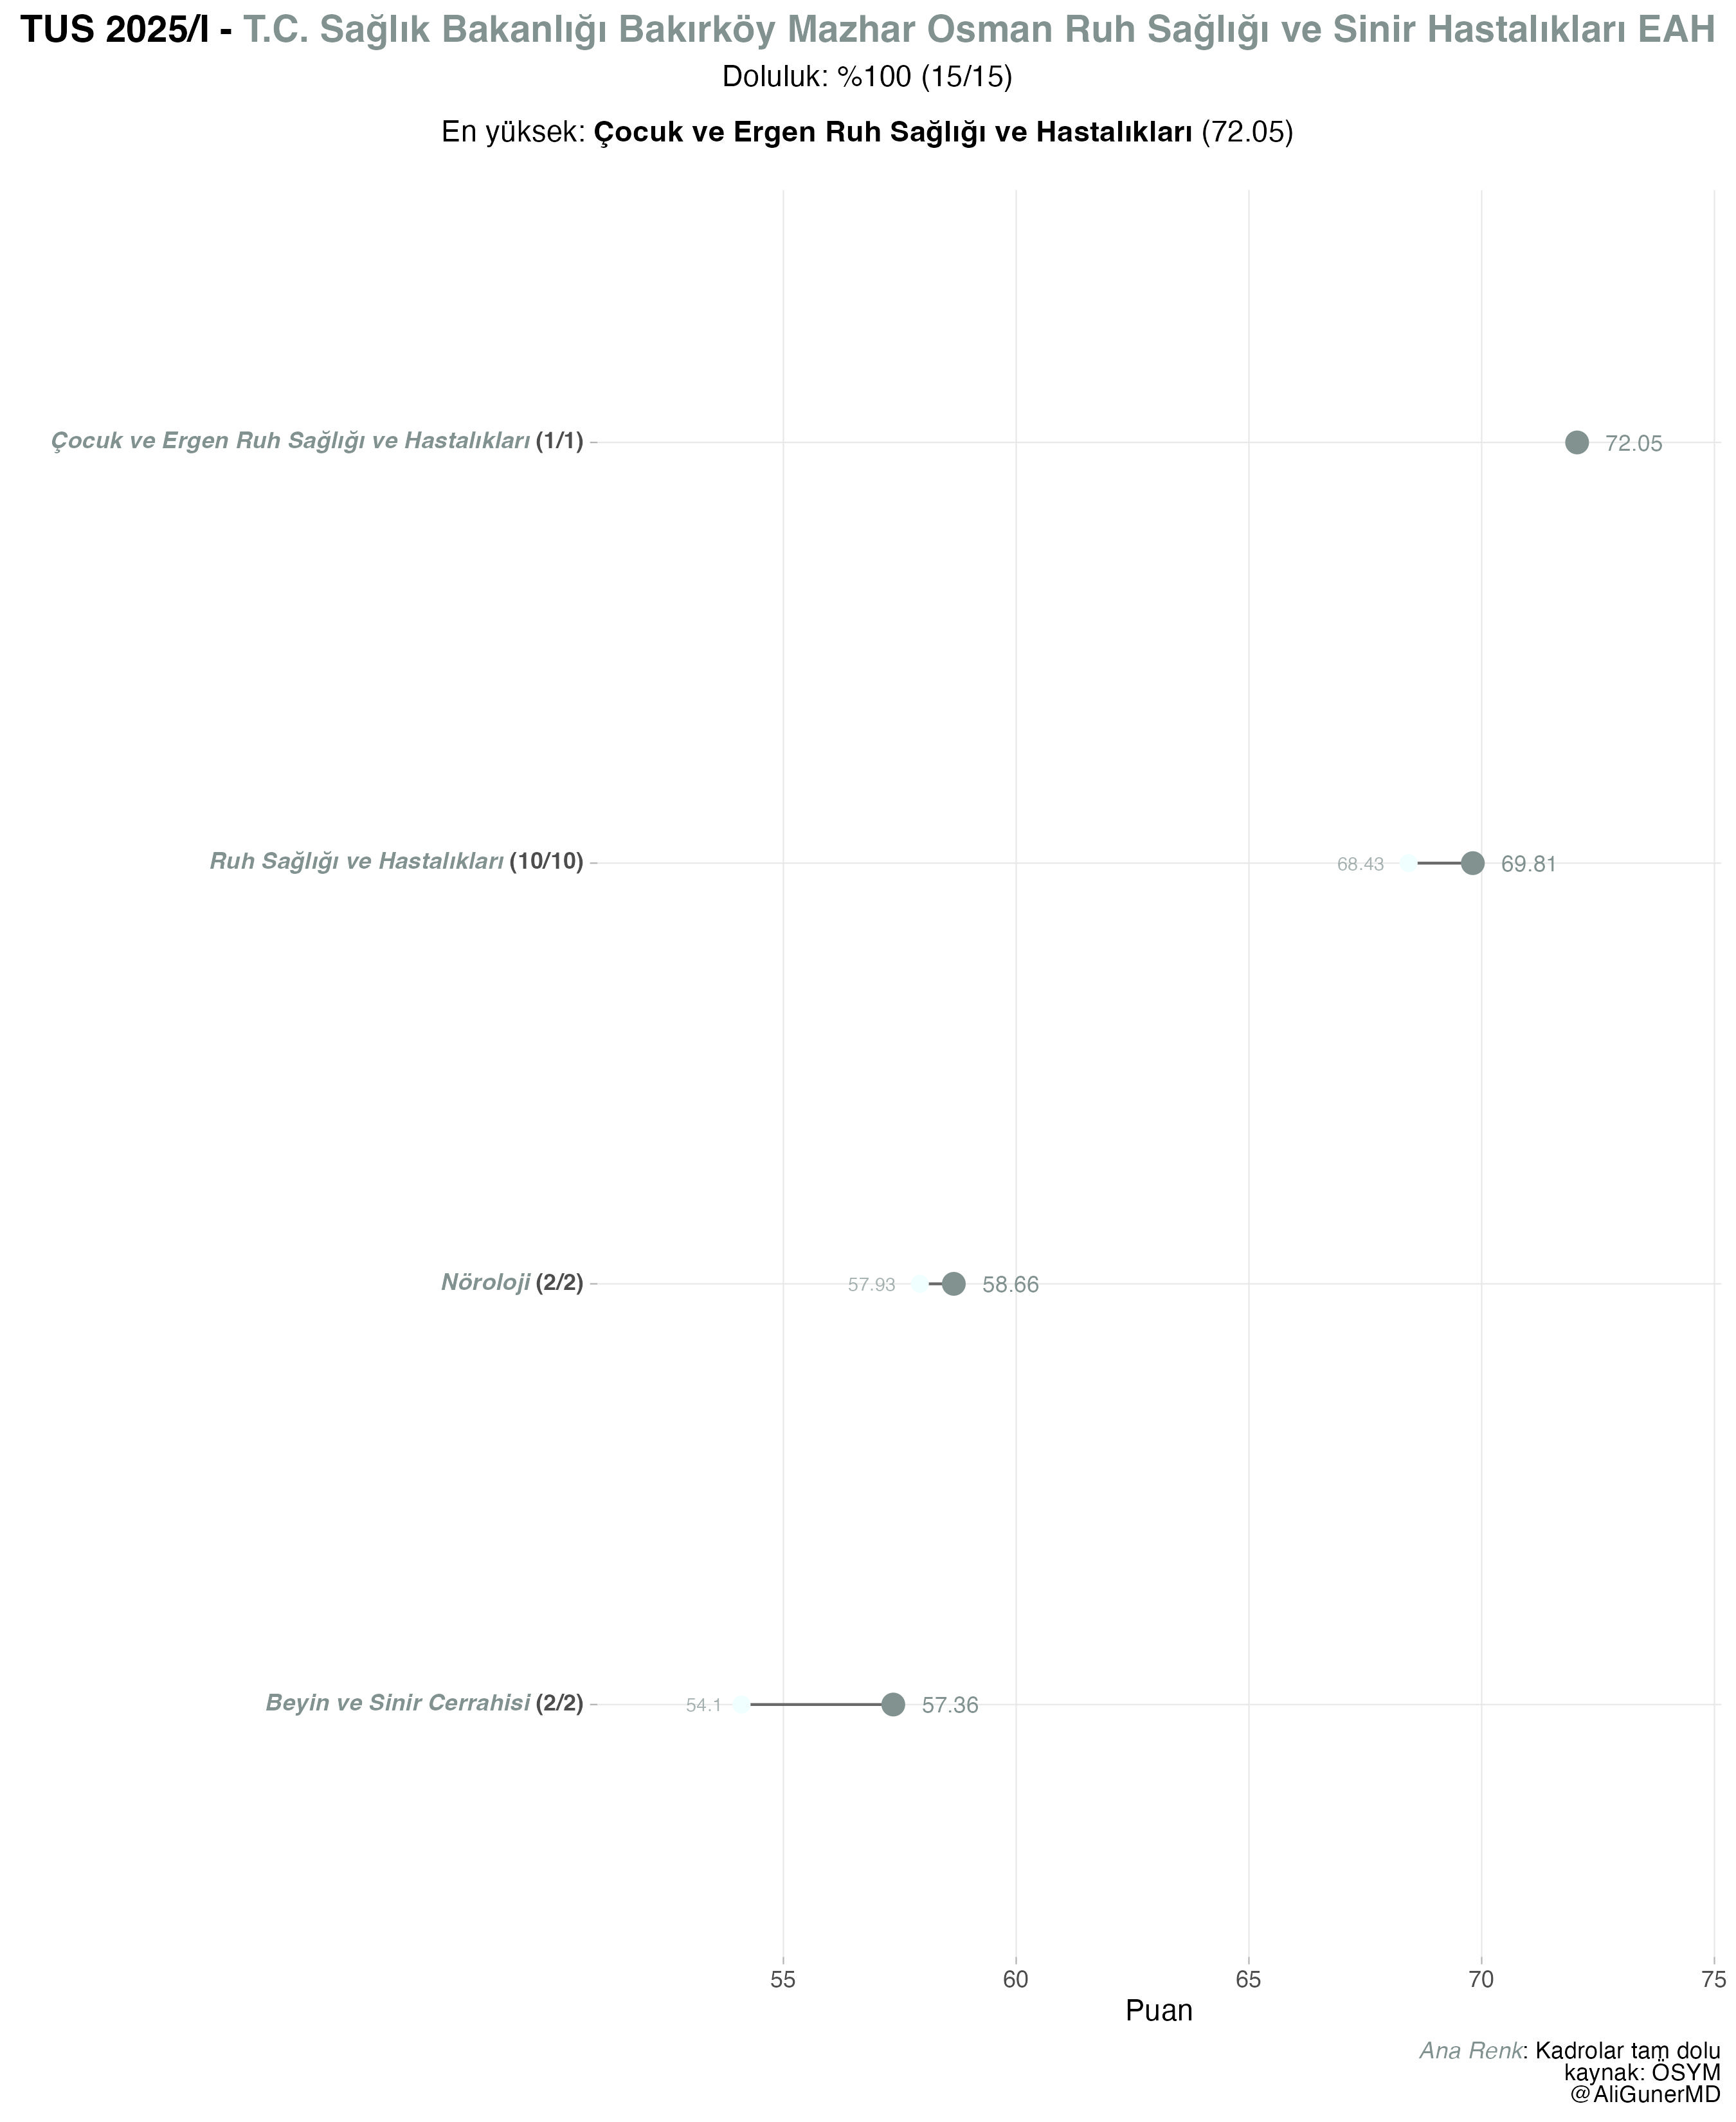 TUS 2025/I - T.C. Sağlık Bakanlığı Bakırköy Mazhar Osman Ruh Sağlığı ve Sinir Hastalıkları EAH
Doluluk: %100 (15/15)
En yüksek: Çocuk ve Ergen Ruh Sağlığı ve Hastalıkları (72.05)
Çocuk ve Ergen Ruh Sağlığı ve Hastalıkları (1/1) 72.05
Ruh Sağlığı ve Hastalıkları (10/10) 68.43 69.81
Nöroloji (2/2) 57.93 58.66
Beyin ve Sinir Cerrahisi (2/2) 54.1 57.36
55 60 65 70 75
Puan
Ana Renk: Kadrolar tam dolu
kaynak: ÖSYM
@AliGunerMD